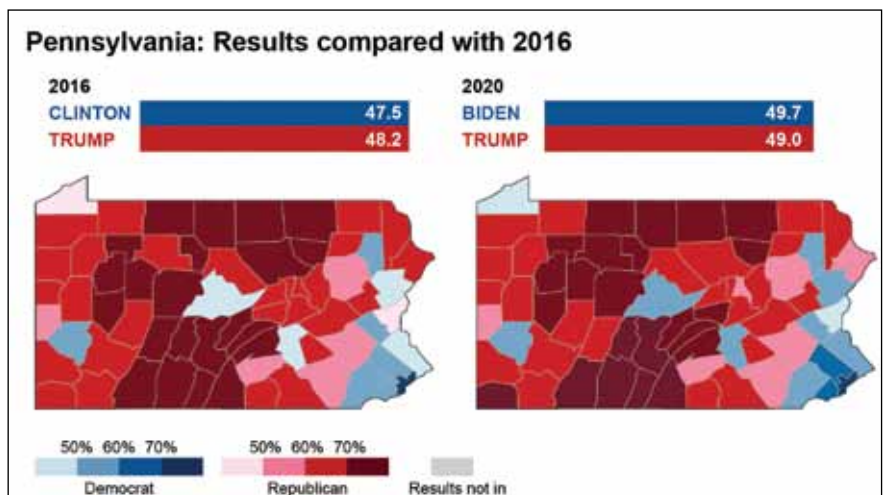 Pennsylvania: Results compared with 2016
2016
CLINTON 47.5
TRUMP 48.2
2020
BIDEN 49.7
TRUMP 49.0
50% 60% 70%
Democrat
50% 60% 70%
Republican
Results not in